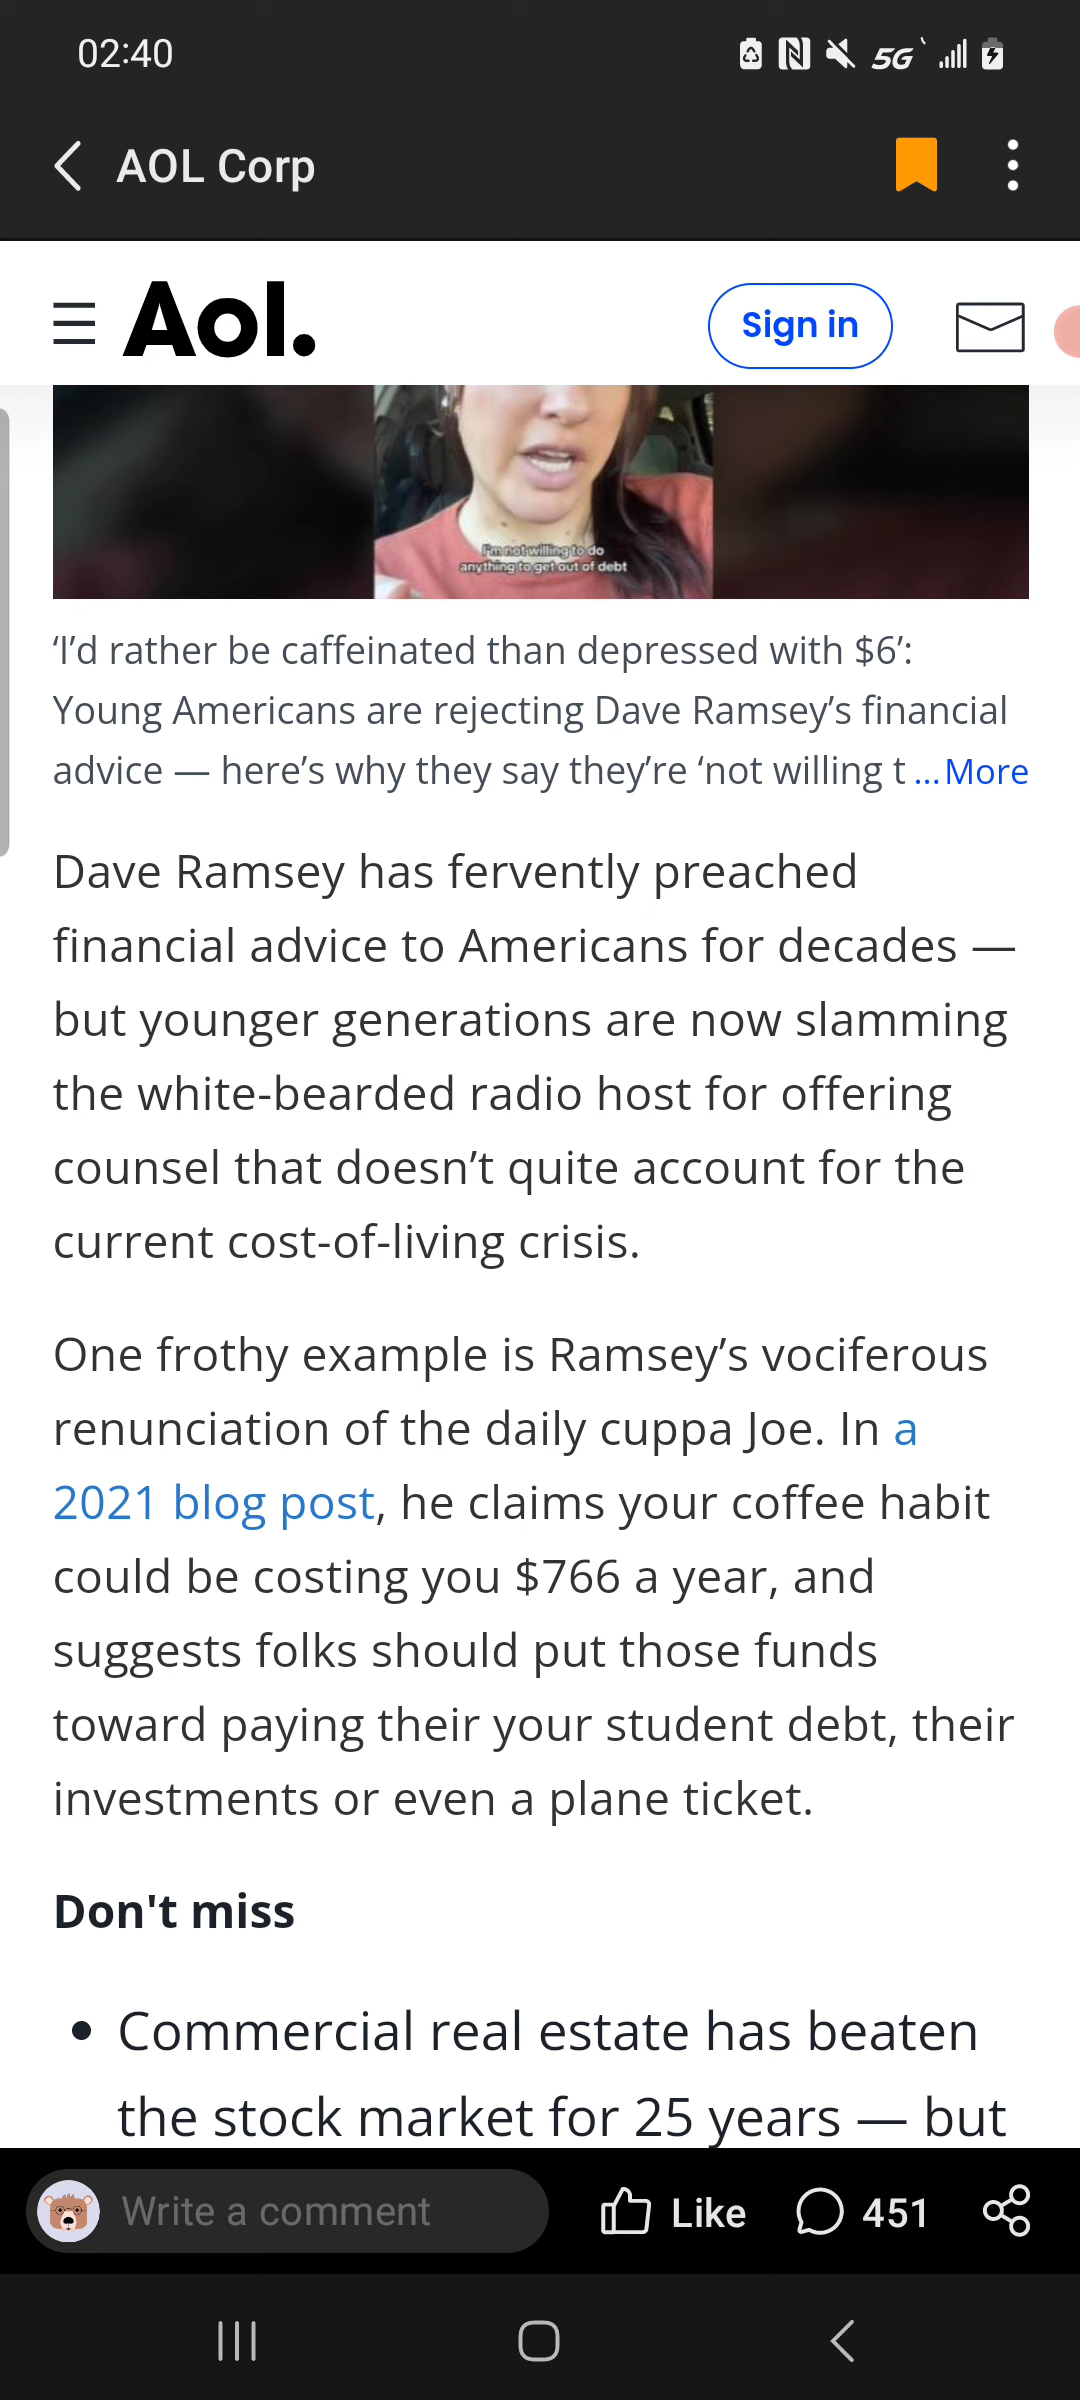 02:40
5G
AOL Corp
Aol.
Sign in
I'm not willing to do
anything to get out of debt
‘I’d rather be caffeinated than depressed with $6’:
Young Americans are rejecting Dave Ramsey’s financial
advice — here’s why they say they’re ‘not willing t ... More
Dave Ramsey has fervently preached
financial advice to Americans for decades —
but younger generations are now slamming
the white-bearded radio host for offering
counsel that doesn’t quite account for the
current cost-of-living crisis.
One frothy example is Ramsey’s vociferous
renunciation of the daily cuppa Joe. In a
2021 blog post, he claims your coffee habit
could be costing you $766 a year, and
suggests folks should put those funds
toward paying their your student debt, their
investments or even a plane ticket.
Don't miss
• Commercial real estate has beaten
the stock market for 25 years — but
Write a comment
Like
451